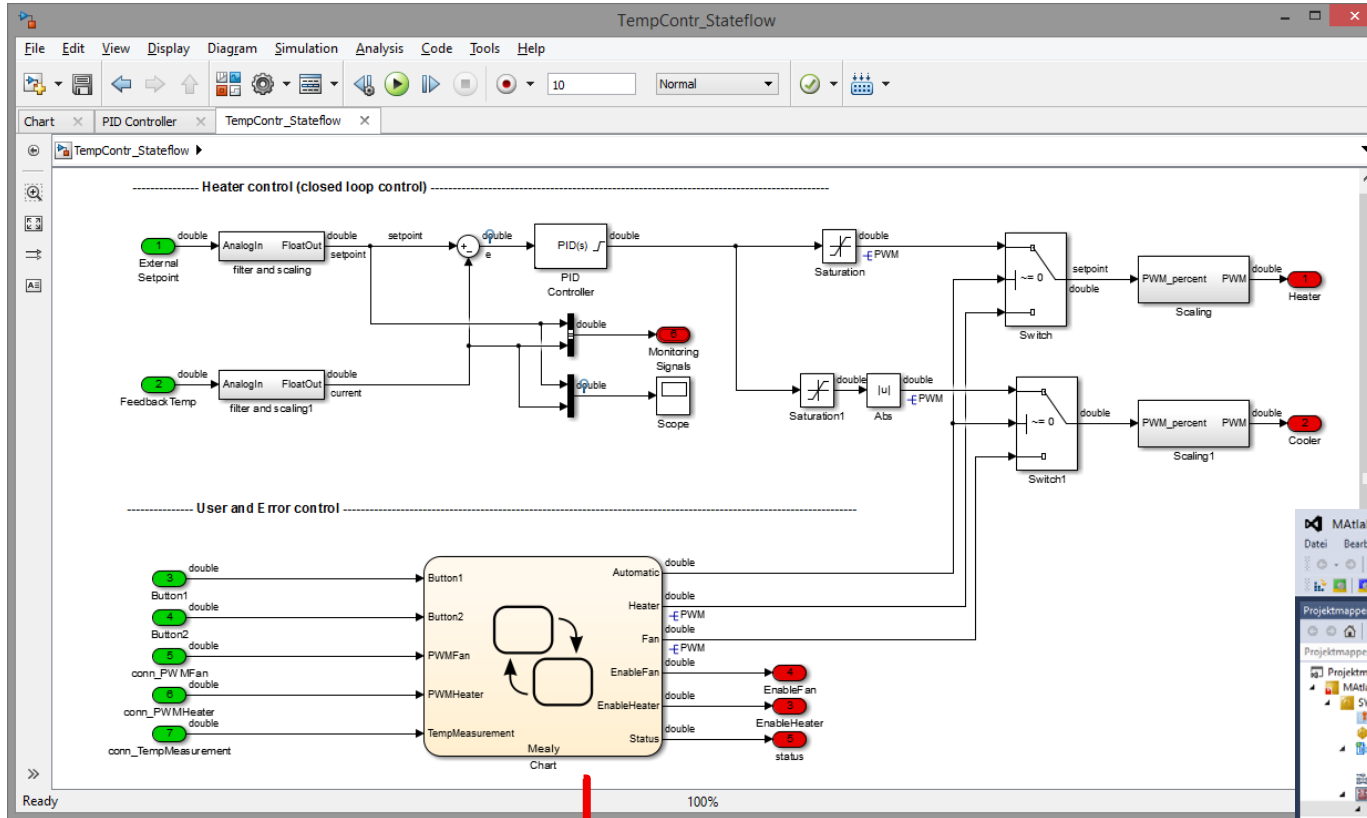 TempContr_Stateflow
File Edit View Display Diagram Simulation Analysis Code Tools Help
10 Normal
Chart PID Controller TempContr_Stateflow
TempContr_Stateflow
--------------- Heater control (closed loop control) ---------------
double
1
External
Setpoint
AnalogIn FloatOut
filter and scaling
double
setpoint
setpoint
+
-
double
e
PID(s)
PID
Controller
double
Saturation
double
PWM
~= 0
Switch
setpoint
double
PWM_percent PWM
Scaling
double
1
Heater
double
6
Monitoring
Signals
double
2
FeedbackTemp
AnalogIn FloatOut
filter and scaling1
double
current
double
Scope
Saturation1
double
|u|
Abs
double
PWM
~= 0
Switch1
double
PWM_percent PWM
Scaling1
double
2
Cooler
--------------- User and Error control ---------------
double
3
Button1
double
4
Button2
double
5
conn_PWMFan
double
6
conn_PWMHeater
double
7
conn_TempMeasurement
Button1
Button2
PWMFan
PWMHeater
TempMeasurement
Automatic
Heater
Fan
EnableFan
EnableHeater
Status
Mealy
Chart
double
double
PWM
double
PWM
double
4
EnableFan
double
3
EnableHeater
double
5
status
Ready 100%
MAtla
Datei Bearb
Projektmappe
Projektmappe
Projektm
MAtla